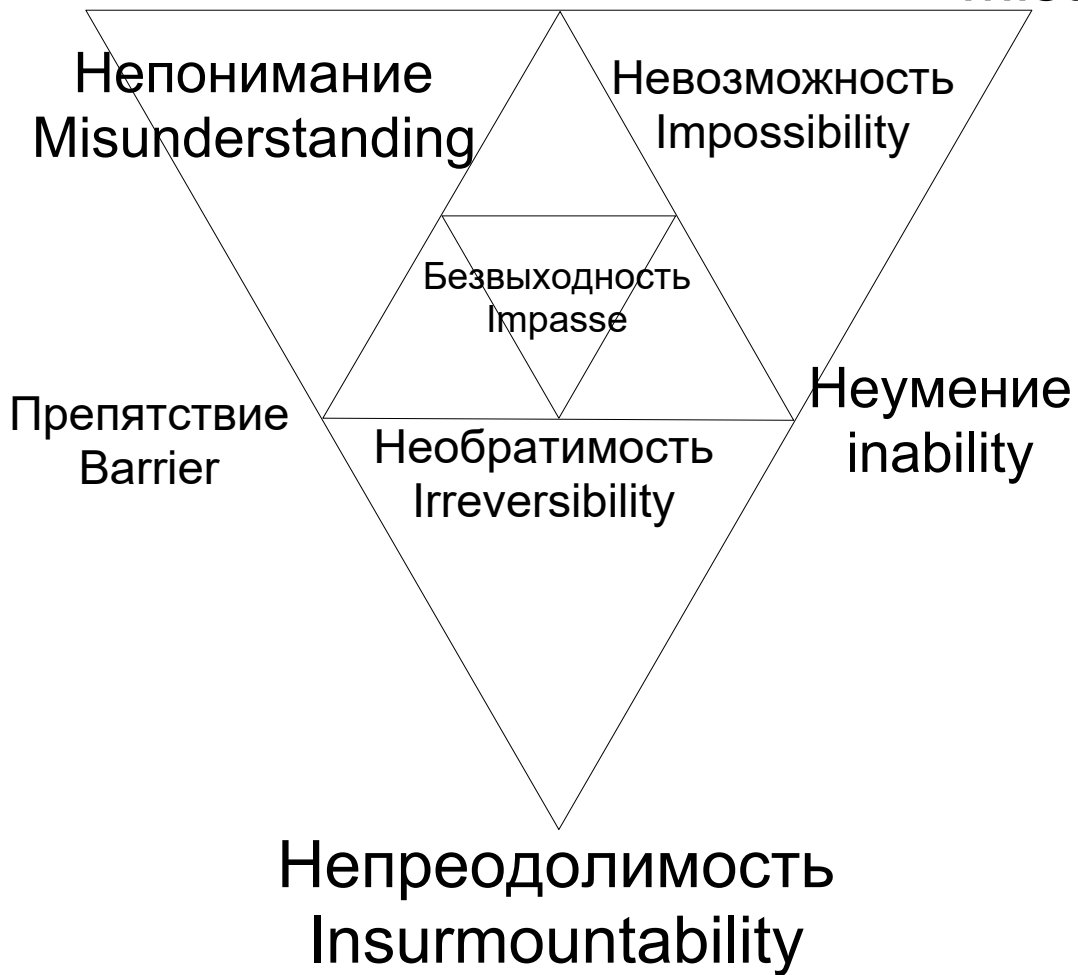 Непонимание
Misunderstanding
Невозможность
Impossibility
Безвыходность
Impasse
Препятствие
Barrier
Необратимость
Irreversibility
Неумение
inability
Непреодолимость
Insurmountability